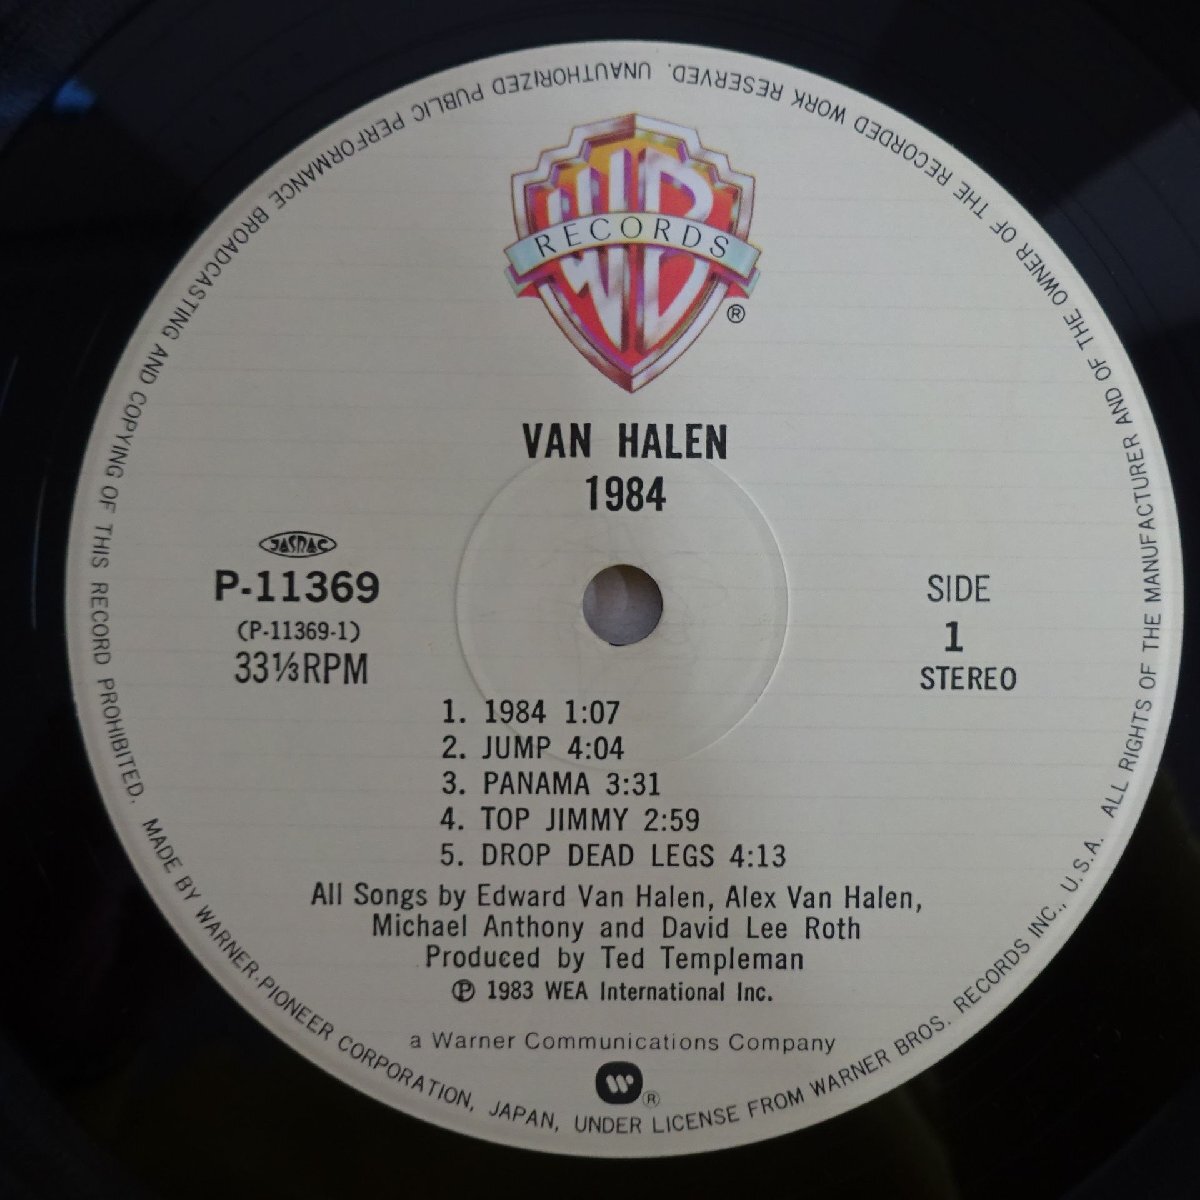 WB
RECORDS
®
VAN HALEN
1984
JASRAC
P-11369
(P-11369-1)
33⅓RPM
SIDE
1
STEREO
1. 1984 1:07
2. JUMP 4:04
3. PANAMA 3:31
4. TOP JIMMY 2:59
5. DROP DEAD LEGS 4:13
All Songs by Edward Van Halen, Alex Van Halen,
Michael Anthony and David Lee Roth
Produced by Ted Templeman
Ⓟ 1983 WEA International Inc.
a Warner Communications Company
®
MADE BY WARNER-PIONEER CORPORATION, JAPAN, UNDER LICENSE FROM WARNER BROS. RECORDS INC., U.S.A. ALL RIGHTS OF THE MANUFACTURER AND OF THE OWNER OF THE RECORDED WORK RESERVED. UNAUTHORIZED PUBLIC PERFORMANCE BROADCASTING AND COPYING OF THIS RECORD PROHIBITED.